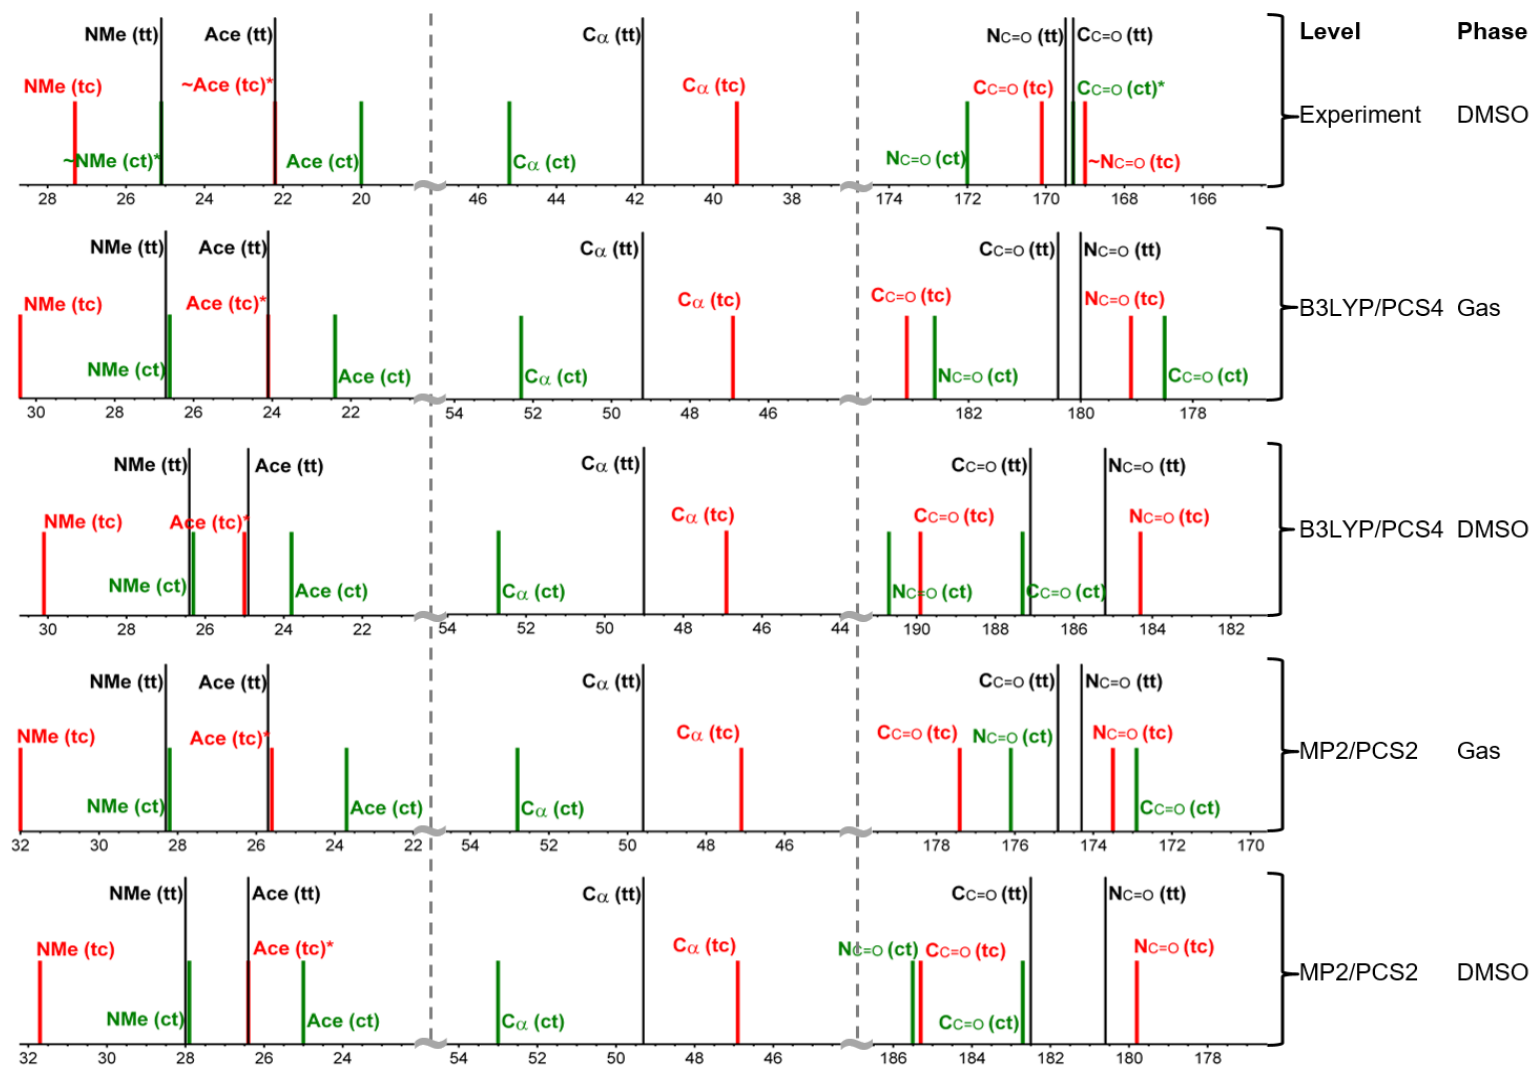 Level Phase
NMe (tt) Ace (tt) Cα (tt) NC=O (tt) CC=O (tt)
NMe (tc) ~Ace (tc)* Cα (tc) CC=O (tc) CC=O (ct)*
Experiment DMSO
~NMe (ct)* Ace (ct) Cα (ct) NC=O (ct) ~NC=O (tc)
28 26 24 22 20 46 44 42 40 38 174 172 170 168 166
NMe (tt) Ace (tt) Cα (tt) CC=O (tt) NC=O (tt)
NMe (tc) Ace (tc)* Cα (tc) CC=O (tc) NC=O (tc)
B3LYP/PCS4 Gas
NMe (ct) Ace (ct) Cα (ct) NC=O (ct) CC=O (ct)
30 28 26 24 22 54 52 50 48 46 182 180 178
NMe (tt) Ace (tt) Cα (tt) CC=O (tt) NC=O (tt)
NMe (tc) Ace (tc)* Cα (tc) CC=O (tc) NC=O (tc)
B3LYP/PCS4 DMSO
NMe (ct) Ace (ct) Cα (ct) NC=O (ct) CC=O (ct)
30 28 26 24 22 54 52 50 48 46 44 190 188 186 184 182
NMe (tt) Ace (tt) Cα (tt) CC=O (tt) NC=O (tt)
NMe (tc) Ace (tc)* Cα (tc) CC=O (tc) NC=O (ct) NC=O (tc)
MP2/PCS2 Gas
NMe (ct) Ace (ct) Cα (ct) CC=O (ct)
32 30 28 26 24 22 54 52 50 48 46 178 176 174 172 170
NMe (tt) Ace (tt) Cα (tt) CC=O (tt) NC=O (tt)
NMe (tc) Ace (tc)* Cα (tc) NC=O (ct) CC=O (tc) NC=O (tc)
MP2/PCS2 DMSO
NMe (ct) Ace (ct) Cα (ct) CC=O (ct)
32 30 28 26 24 54 52 50 48 46 186 184 182 180 178